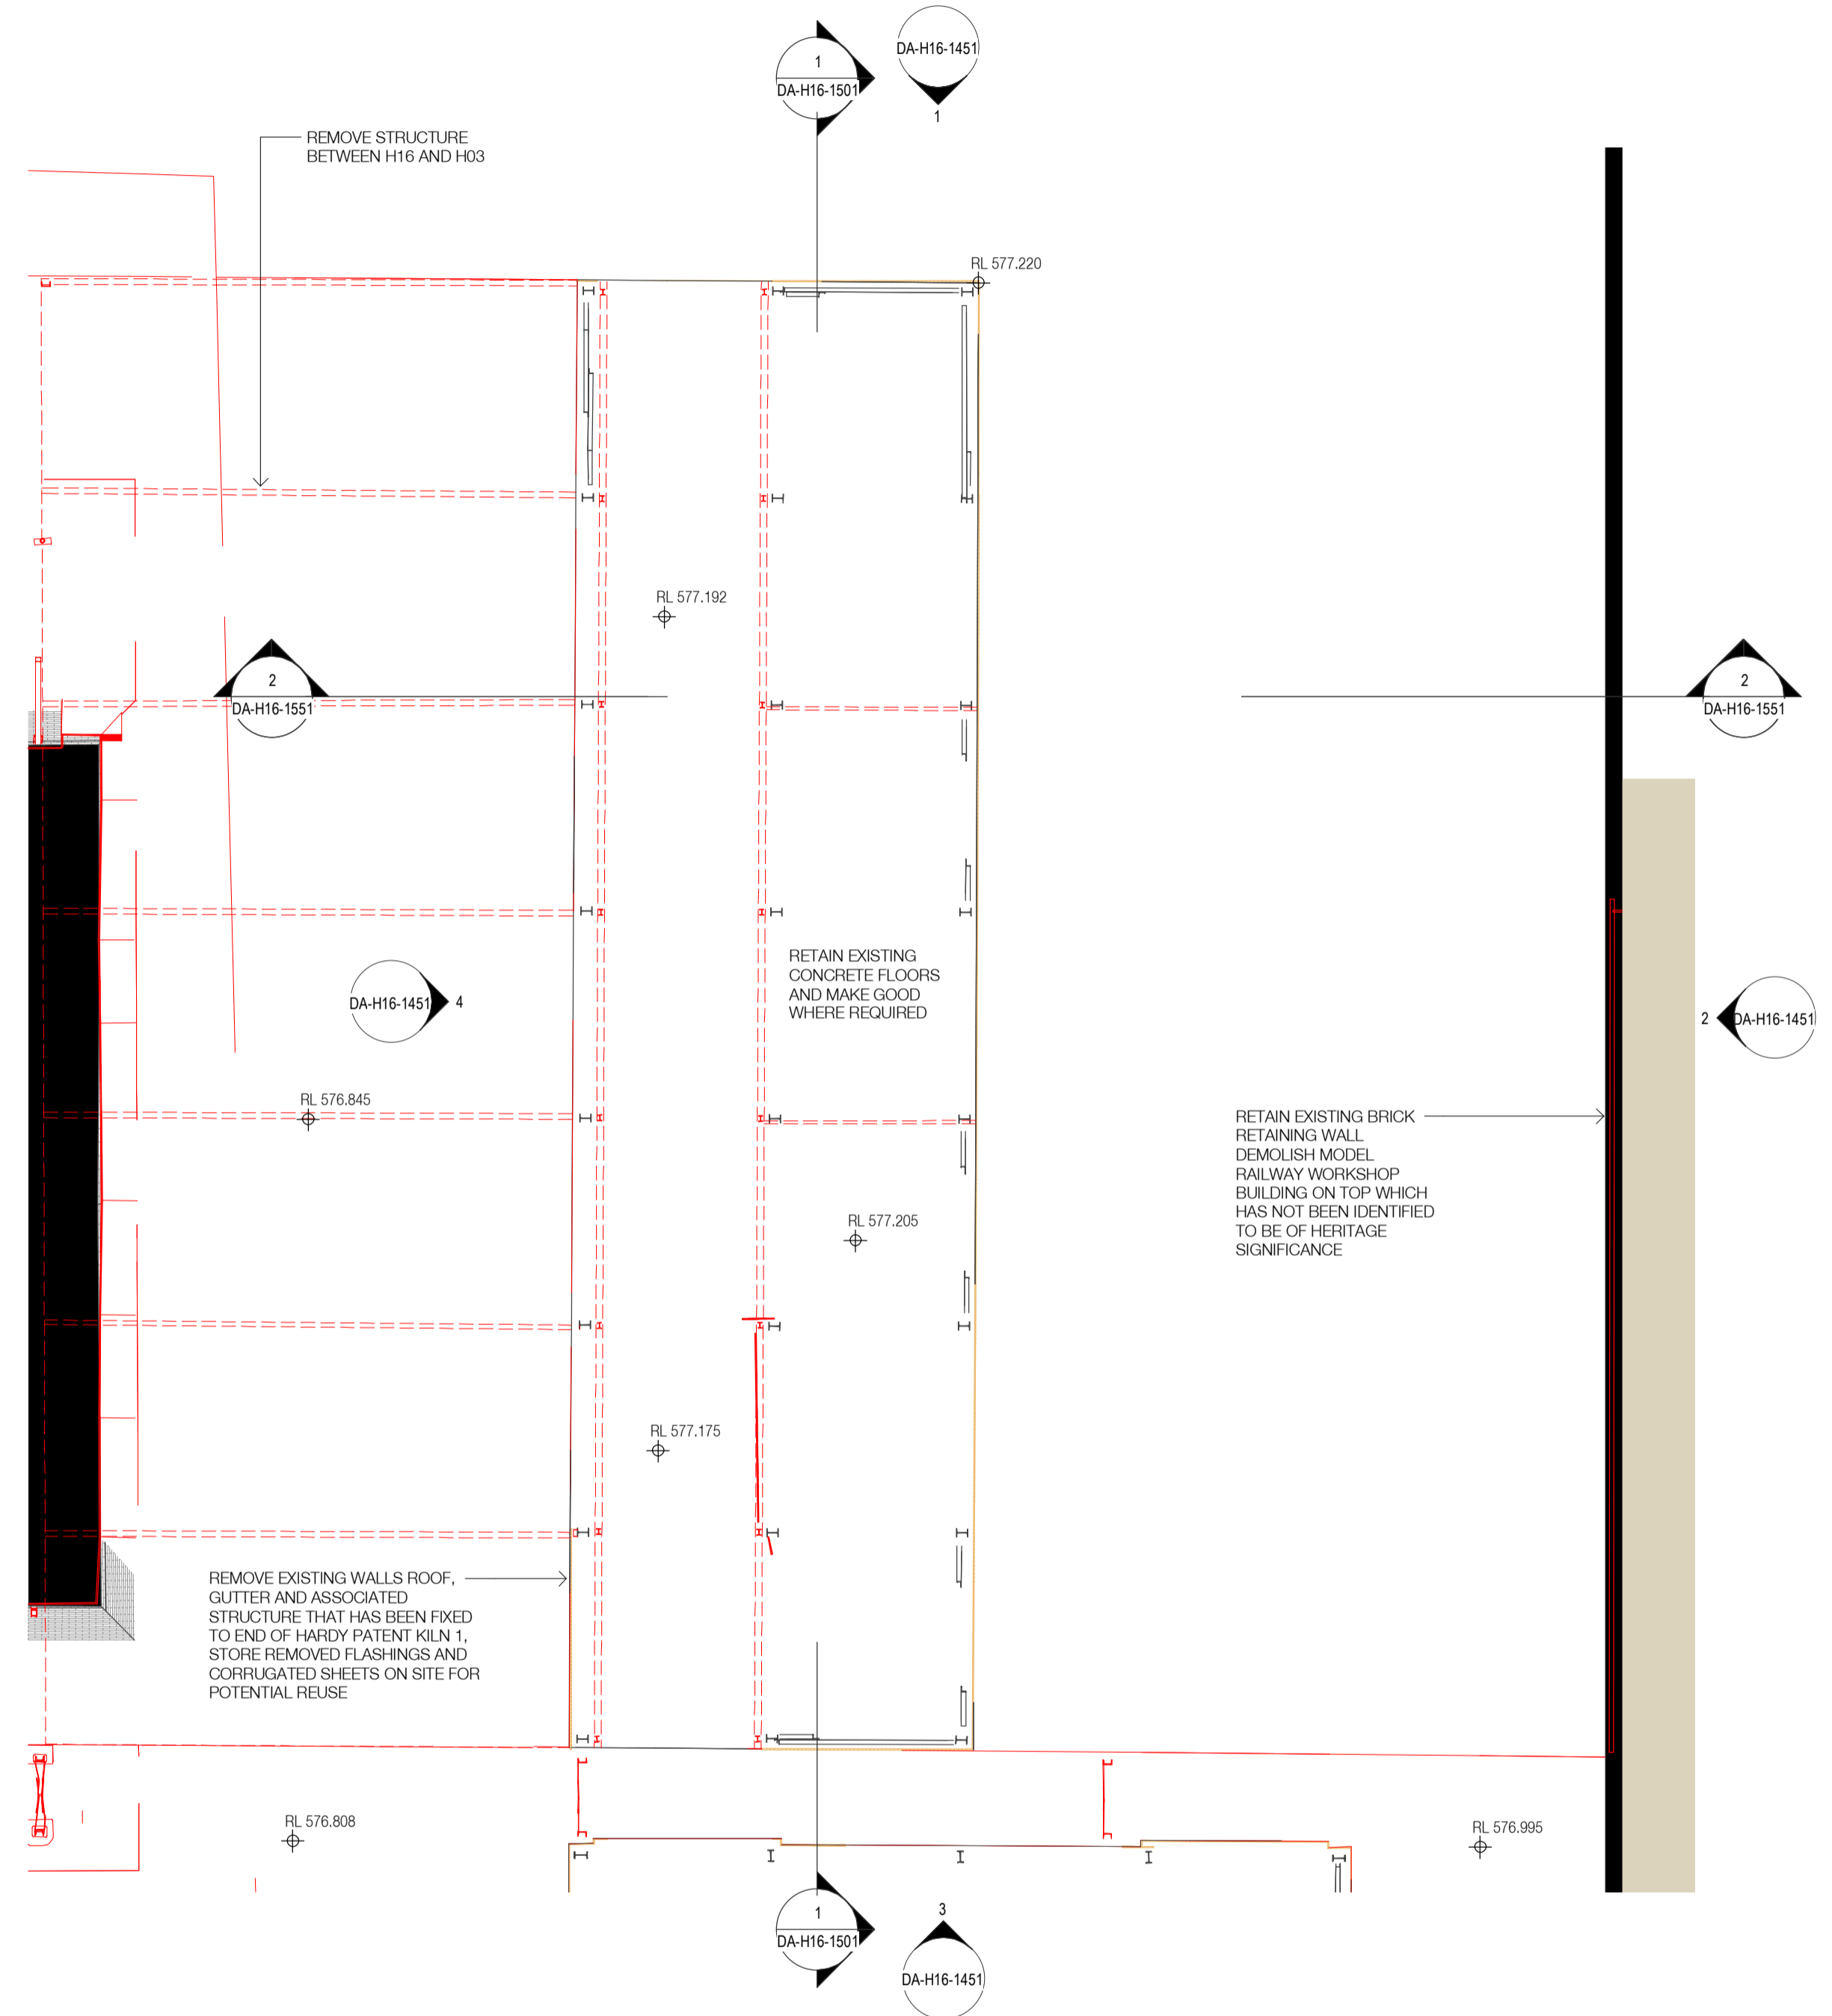 1
DA-H16-1501
DA-H16-1451
1
REMOVE STRUCTURE
BETWEEN H16 AND H03
RL 577.220
RL 577.192
2
DA-H16-1551
2
DA-H16-1551
RETAIN EXISTING
CONCRETE FLOORS
AND MAKE GOOD
WHERE REQUIRED
DA-H16-1451
4
2
DA-H16-1451
RL 576.845
RETAIN EXISTING BRICK
RETAINING WALL
DEMOLISH MODEL
RAILWAY WORKSHOP
BUILDING ON TOP WHICH
HAS NOT BEEN IDENTIFIED
TO BE OF HERITAGE
SIGNIFICANCE
RL 577.205
RL 577.175
REMOVE EXISTING WALLS ROOF,
GUTTER AND ASSOCIATED
STRUCTURE THAT HAS BEEN FIXED
TO END OF HARDY PATENT KILN 1,
STORE REMOVED FLASHINGS AND
CORRUGATED SHEETS ON SITE FOR
POTENTIAL REUSE
RL 576.808
RL 576.995
1
DA-H16-1501
3
DA-H16-1451